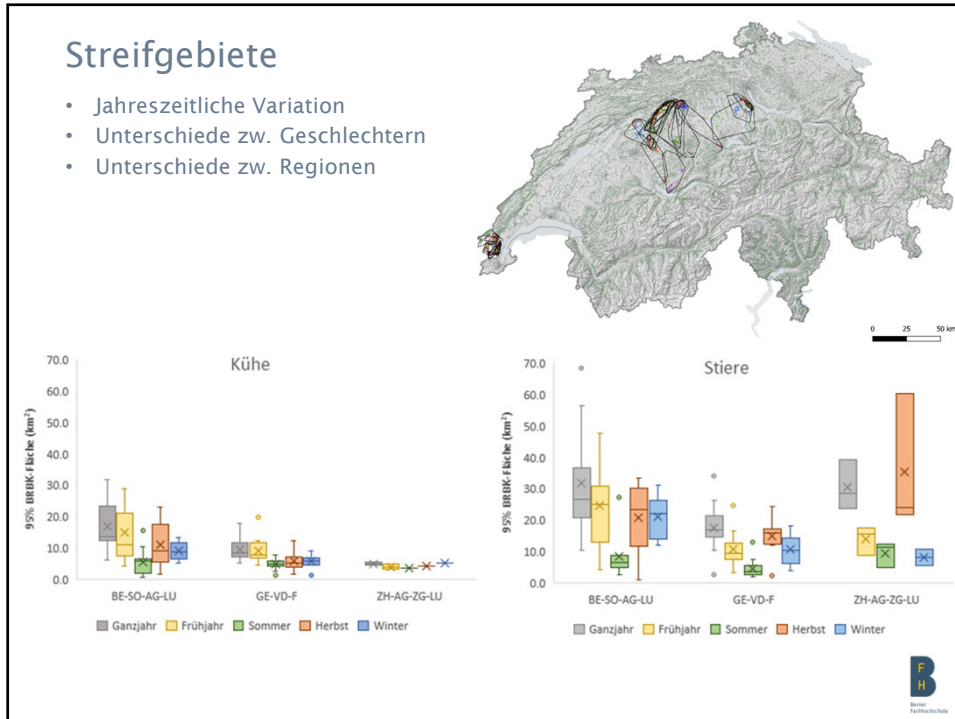 Streifgebiete
• Jahreszeitliche Variation
• Unterschiede zw. Geschlechtern
• Unterschiede zw. Regionen
0 25 50 km
Kühe
95% BRBK-Fläche (km²)
70.0
60.0
50.0
40.0
30.0
20.0
10.0
0.0
BE-SO-AG-LU GE-VD-F ZH-AG-ZG-LU
Ganzjahr Frühjahr Sommer Herbst Winter
Stiere
95% BRBK-Fläche (km²)
70.0
60.0
50.0
40.0
30.0
20.0
10.0
0.0
BE-SO-AG-LU GE-VD-F ZH-AG-ZG-LU
Ganzjahr Frühjahr Sommer Herbst Winter
B
F
H
Berner
Fachhochschule